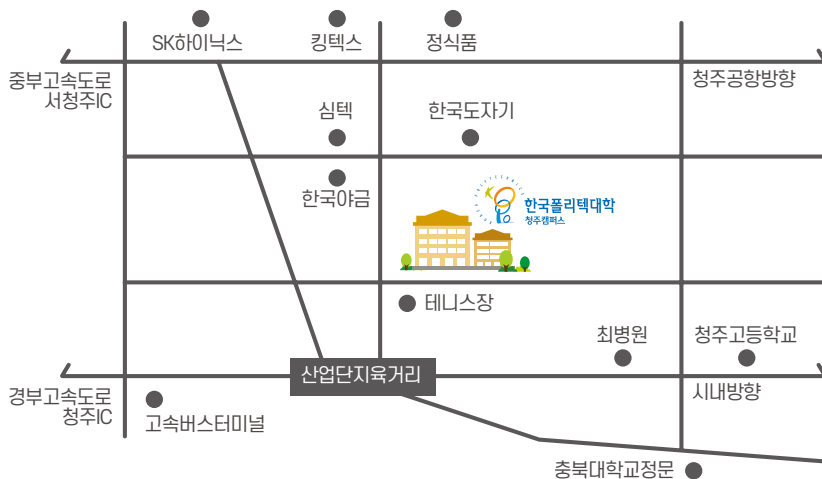 SK하이닉스
킹텍스
정식품
중부고속도로
서청주IC
청주공항방향
심텍
한국도자기
한국야금
한국폴리텍대학
청주캠퍼스
테니스장
최병원
청주고등학교
산업단지육거리
경부고속도로
청주IC
시내방향
고속버스터미널
충북대학교정문